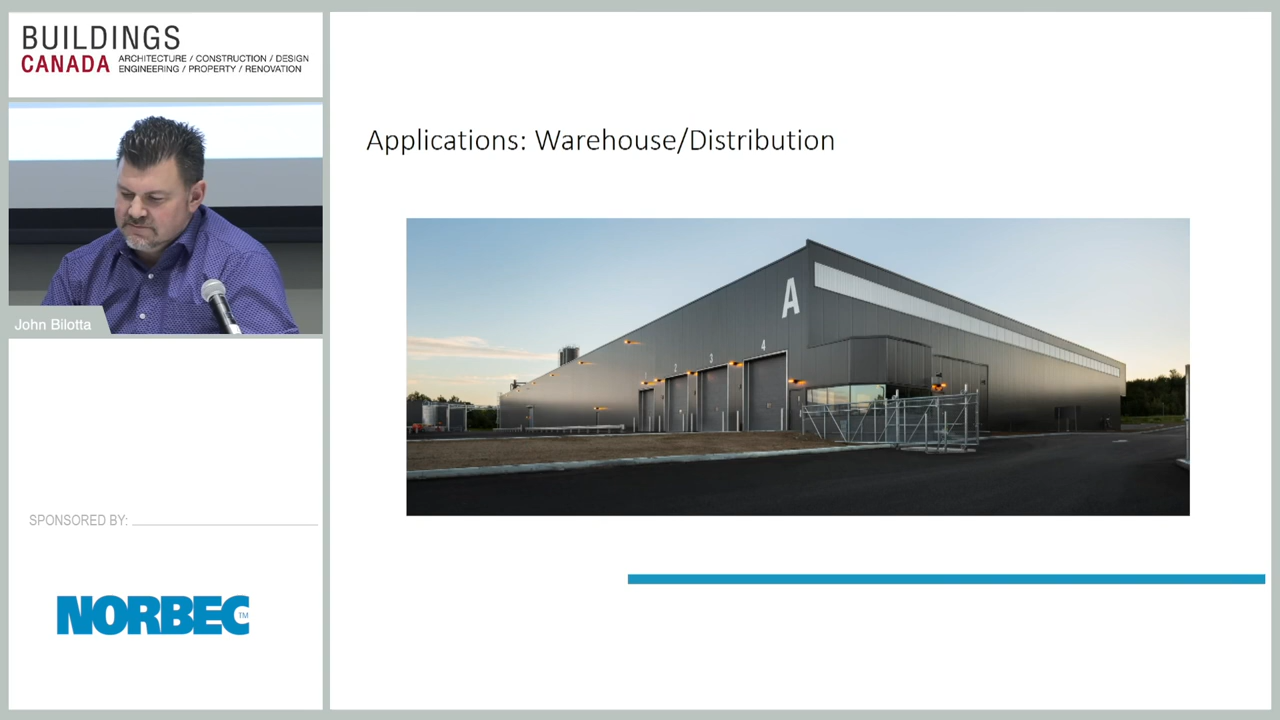 BUILDINGS
CANADA
ARCHITECTURE / CONSTRUCTION / DESIGN
ENGINEERING / PROPERTY / RENOVATION
John Bilotta
SPONSORED BY:
NORBEC™
Applications: Warehouse/Distribution
A
1
2
3
4